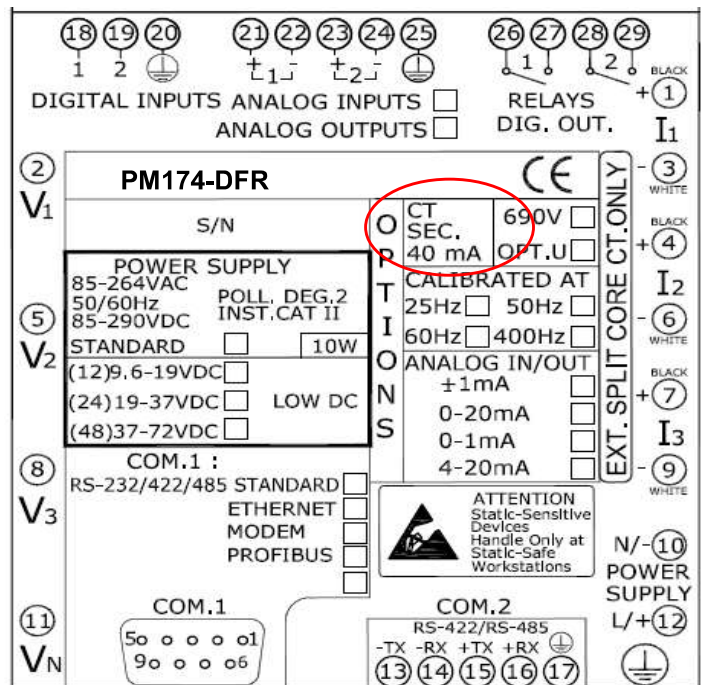 18 19 20 21 22 23 24 25 26 27 28 29
1 2 + 1 - + 2 - 1 2
DIGITAL INPUTS ANALOG INPUTS
ANALOG OUTPUTS
RELAYS
DIG. OUT.
BLACK
+ 1
I1
- 3
WHITE
BLACK
+ 4
I2
- 6
WHITE
BLACK
+ 7
I3
- 9
WHITE
EXT. SPLIT CORE CT.ONLY
2
V1
5
V2
8
V3
11
VN
PM174-DFR CE
S/N
POWER SUPPLY
85-264VAC
50/60Hz
85-290VDC
POLL. DEG.2
INST.CAT II
STANDARD 10W
(12)9.6-19VDC
(24)19-37VDC LOW DC
(48)37-72VDC
OPTIONS
CT
SEC.
40 mA
690V
OPT.U
CALIBRATED AT
25Hz 50Hz
60Hz 400Hz
ANALOG IN/OUT
±1mA
0-20mA
0-1mA
4-20mA
COM.1 :
RS-232/422/485 STANDARD
ETHERNET
MODEM
PROFIBUS
ATTENTION
Static-Sensitive
Devices
Handle Only at
Static-Safe
Workstations
N/- 10
POWER
SUPPLY
L/+ 12
COM.1
5 1
9 6
COM.2
RS-422/RS-485
-TX -RX +TX +RX
13 14 15 16 17